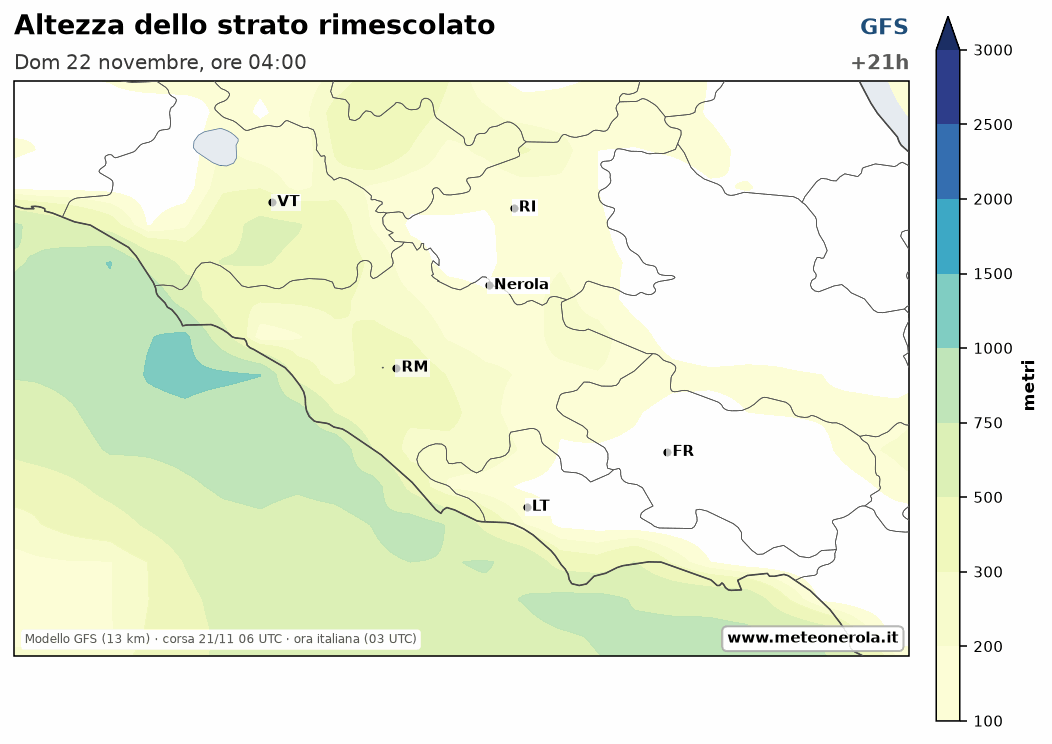 Altezza dello strato rimescolato
GFS
Dom 22 novembre, ore 04:00
+21h
VT
RI
Nerola
RM
FR
LT
Modello GFS (13 km) · corsa 21/11 06 UTC · ora italiana (03 UTC)
www.meteonerola.it
3000
2500
2000
1500
1000
750
500
300
200
100
metri